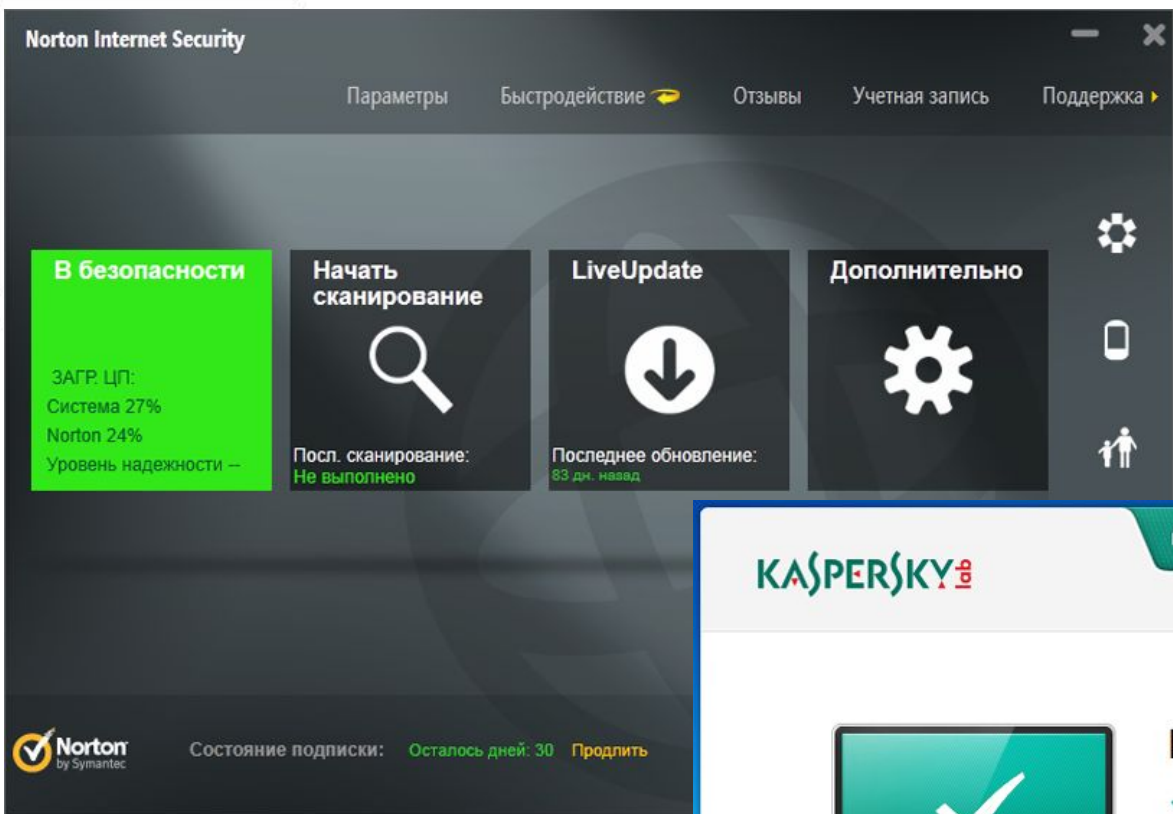 Norton Internet Security
Параметры Быстродействие Отзывы Учетная запись Поддержка
В безопасности
ЗАГР. ЦП:
Система 27%
Norton 24%
Уровень надежности --
Начать
сканирование
Посл. сканирование:
Не выполнено
LiveUpdate
Последнее обновление:
83 дн. назад
Дополнительно
Norton
by Symantec
Состояние подписки: Осталось дней: 30 Продлить
KASPERSKY lab